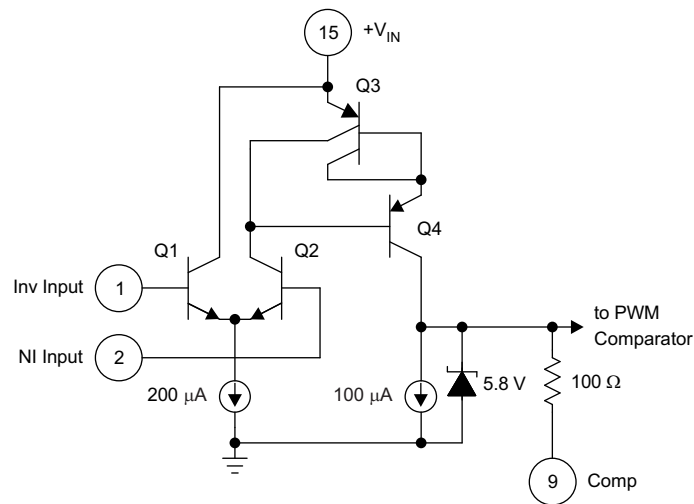 15
+VIN
Q3
Q4
Q1
Q2
Inv Input
1
NI Input
2
to PWM
Comparator
200 μA
100 μA
5.8 V
100 Ω
9
Comp